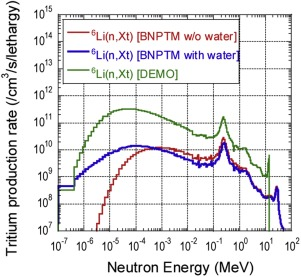 Tritium production rate (/cm³/s/lethargy)
10¹⁵
10¹⁴
10¹³
10¹²
10¹¹
10¹⁰
10⁹
10⁸
10⁷
⁶Li(n,Xt) [BNPTM w/o water]
⁶Li(n,Xt) [BNPTM with water]
⁶Li(n,Xt) [DEMO]
10⁻⁷ 10⁻⁶ 10⁻⁵ 10⁻⁴ 10⁻³ 10⁻² 10⁻¹ 10⁰ 10¹ 10²
Neutron Energy (MeV)